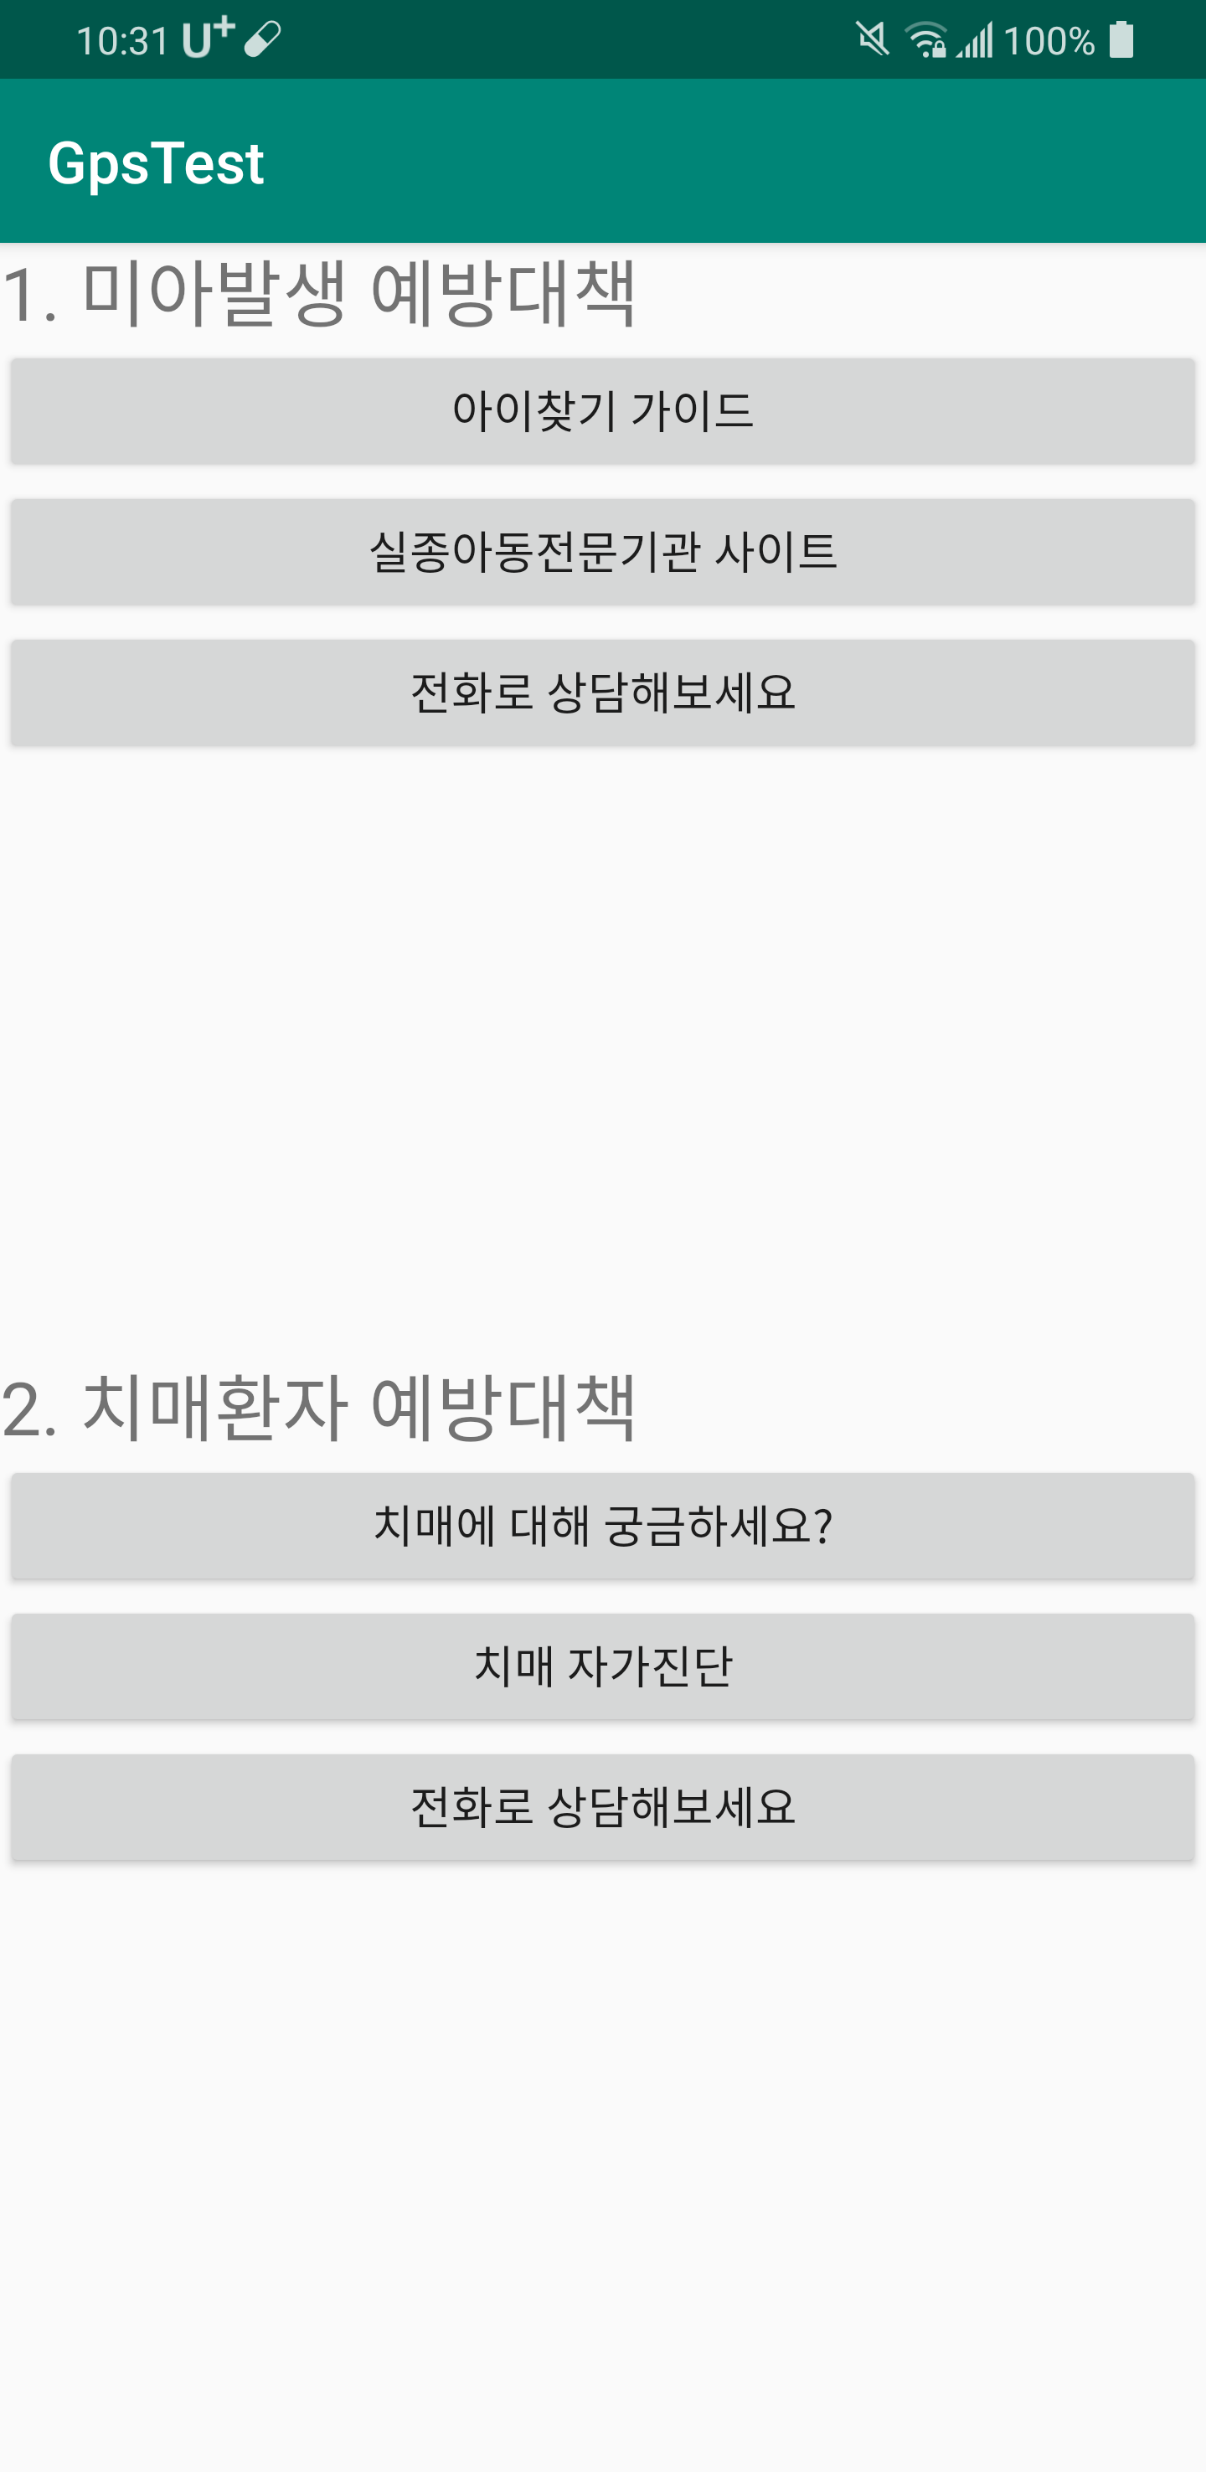 10:31 U+ 100%
GpsTest
1. 미아발생 예방대책
아이찾기 가이드
실종아동전문기관 사이트
전화로 상담해보세요
2. 치매환자 예방대책
치매에 대해 궁금하세요?
치매 자가진단
전화로 상담해보세요